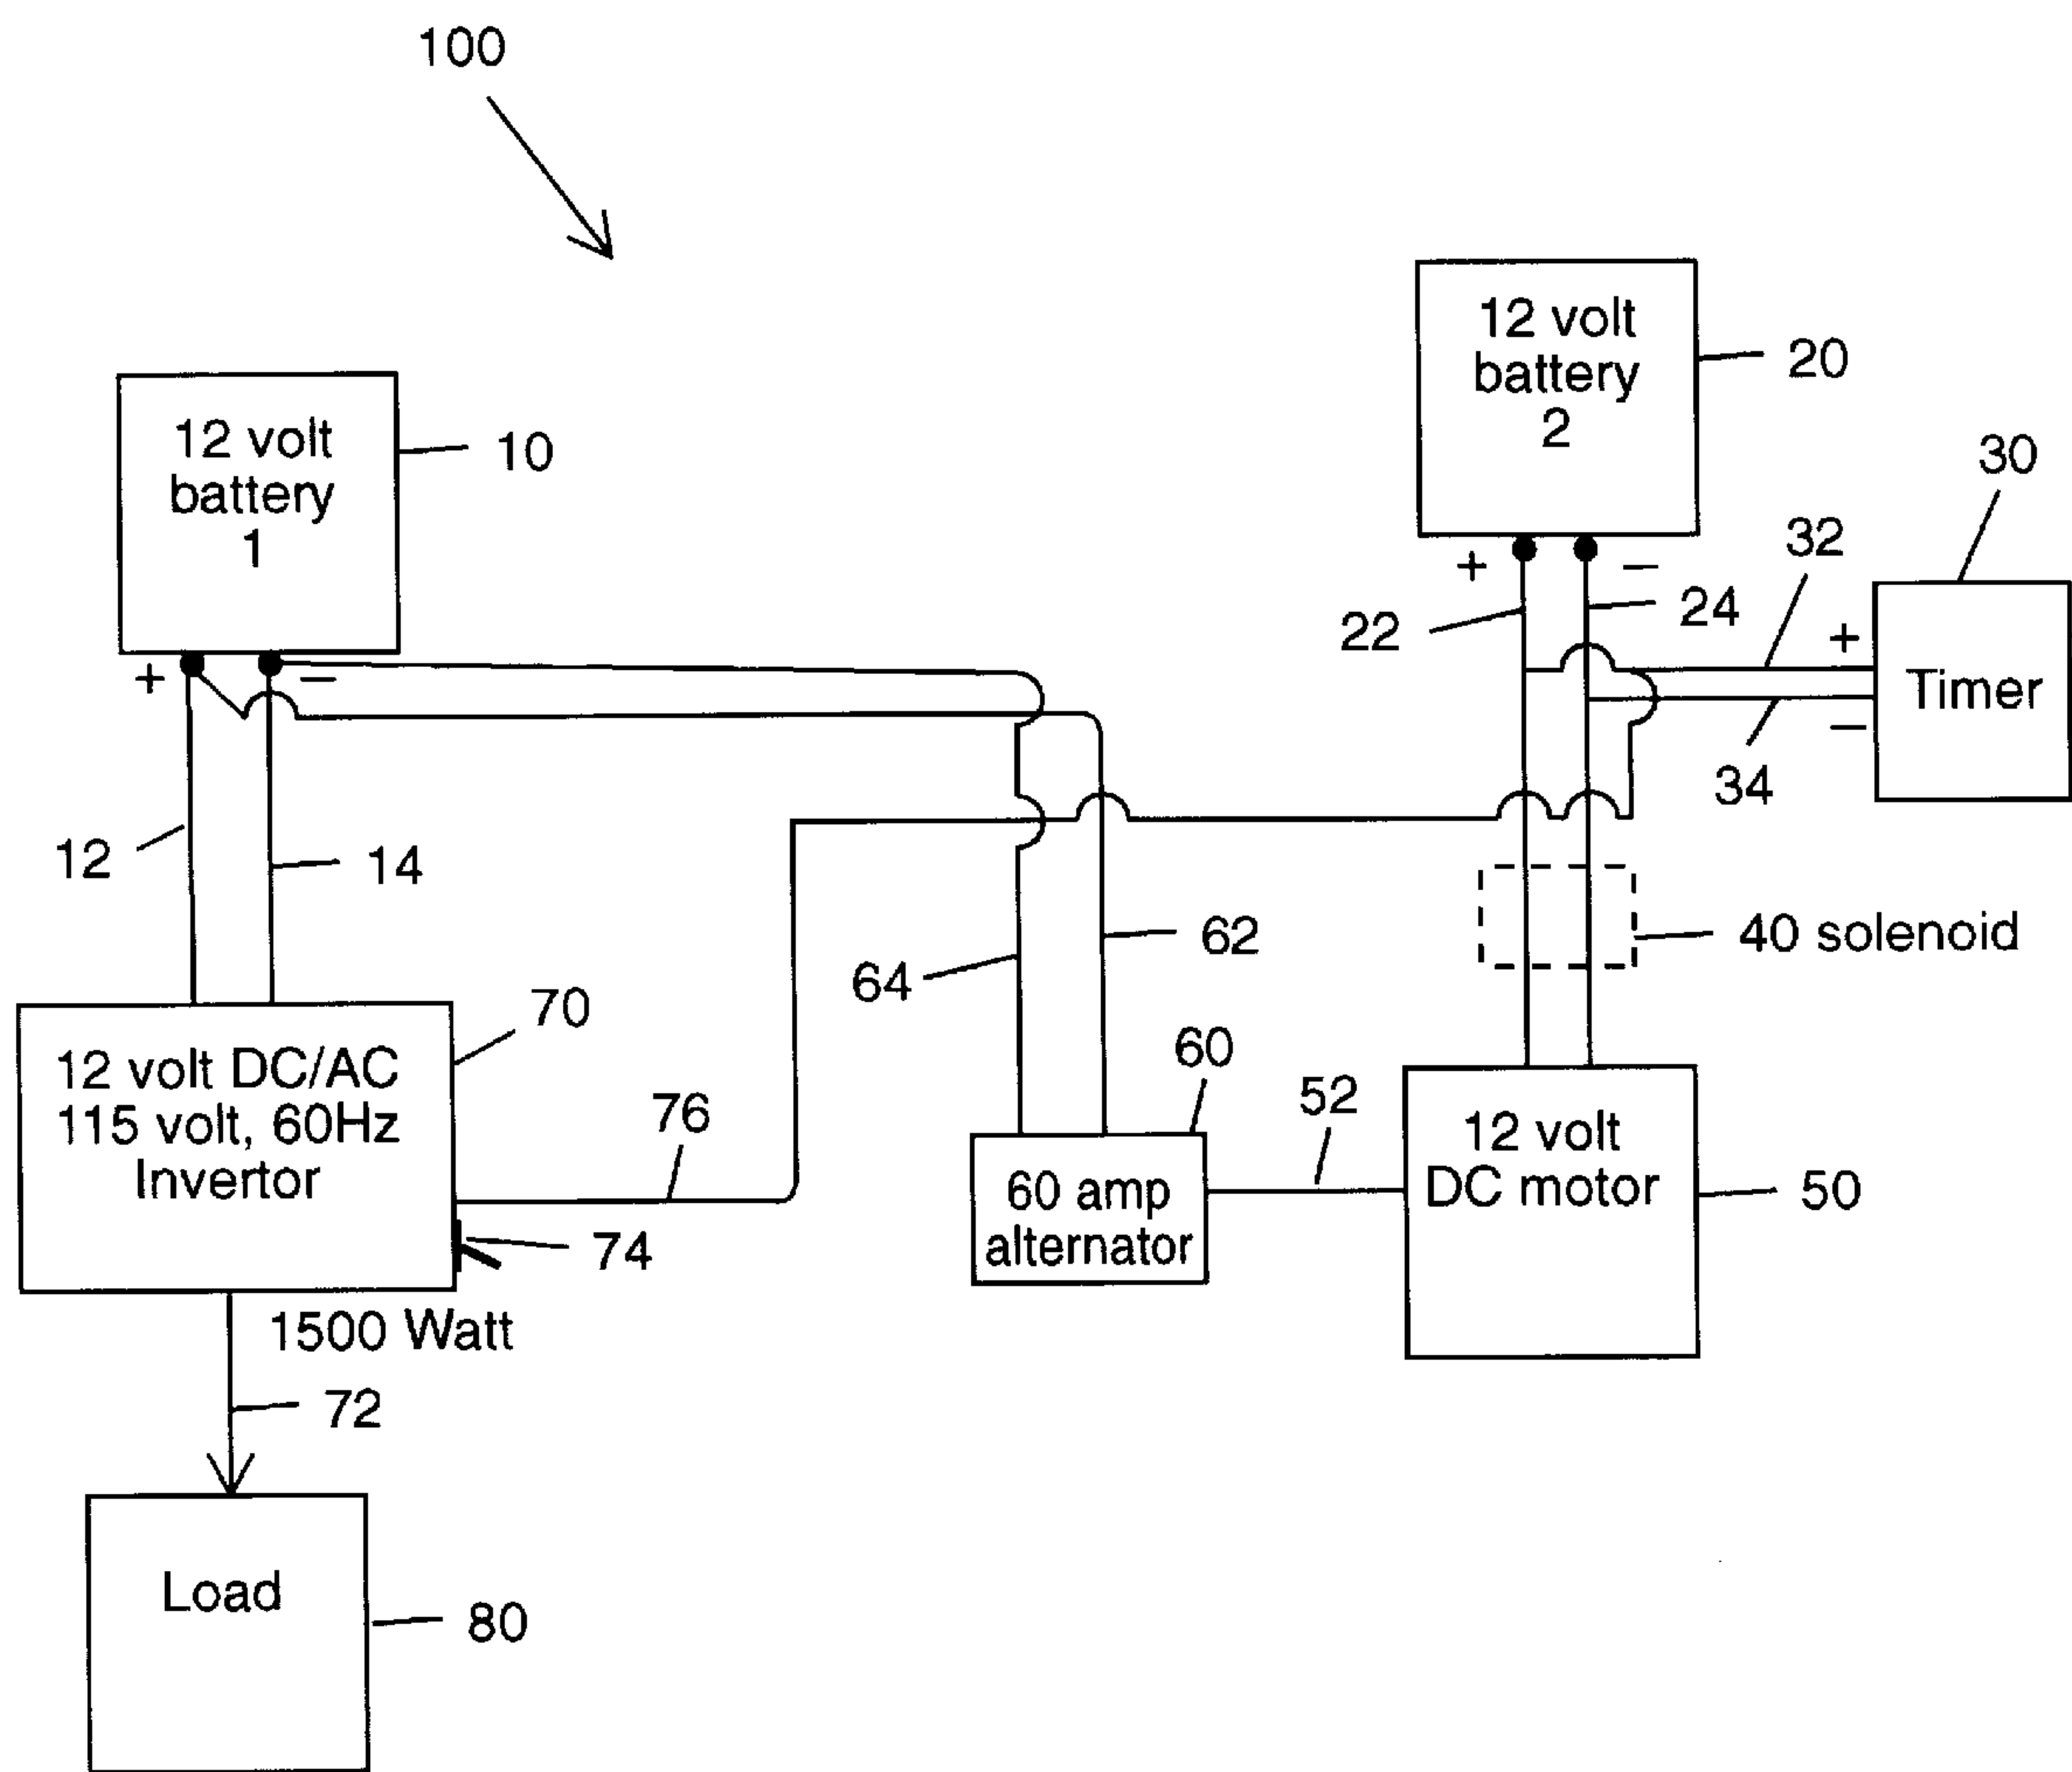 100
12 volt
battery
1
10
12 volt
battery
2
20
30
+
−
+
−
22
24
32
+
Timer
−
34
12
14
40 solenoid
64
62
70
12 volt DC/AC
115 volt, 60Hz
Invertor
76
74
60
60 amp
alternator
52
12 volt
DC motor
50
1500 Watt
72
Load
80